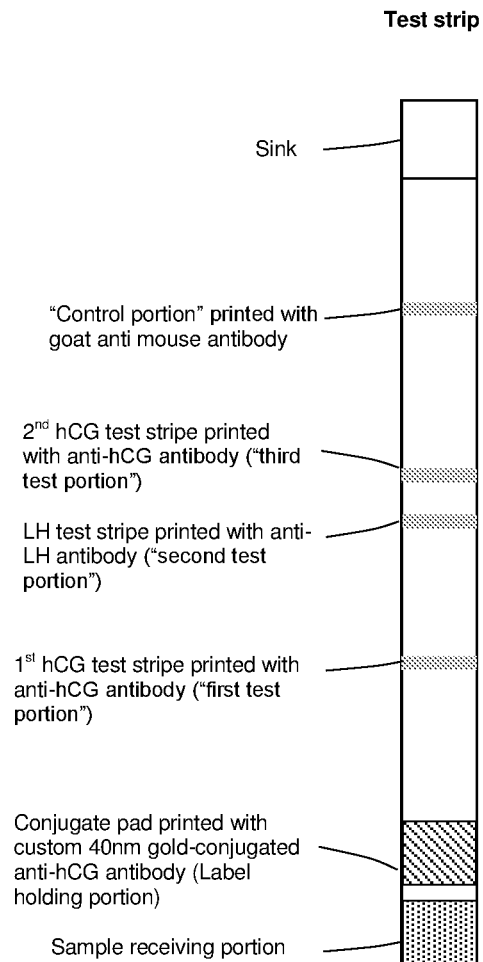 Test strip
Sink
“Control portion” printed with
goat anti mouse antibody
2nd hCG test stripe printed
with anti-hCG antibody (“third
test portion”)
LH test stripe printed with anti-
LH antibody (“second test
portion”)
1st hCG test stripe printed with
anti-hCG antibody (“first test
portion”)
Conjugate pad printed with
custom 40nm gold-conjugated
anti-hCG antibody (Label
holding portion)
Sample receiving portion